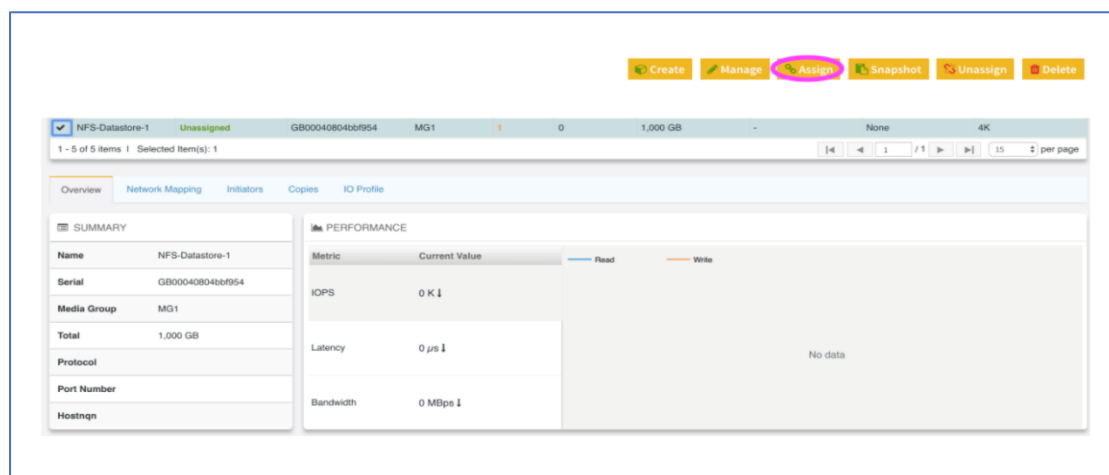 Create Manage Assign Snapshot Unassign Delete
NFS-Datastore-1 Unassigned GB00040804bbf954 MG1 1 0 1,000 GB - None 4K
1 - 5 of 5 items | Selected Item(s): 1 1 / 1 15 per page
Overview Network Mapping Initiators Copies IO Profile
SUMMARY
Name NFS-Datastore-1
Serial GB00040804bbf954
Media Group MG1
Total 1,000 GB
Protocol
Port Number
Hostnqn
PERFORMANCE
Metric Current Value
IOPS 0 K
Latency 0 µs
Bandwidth 0 MBps
Read Write
No data